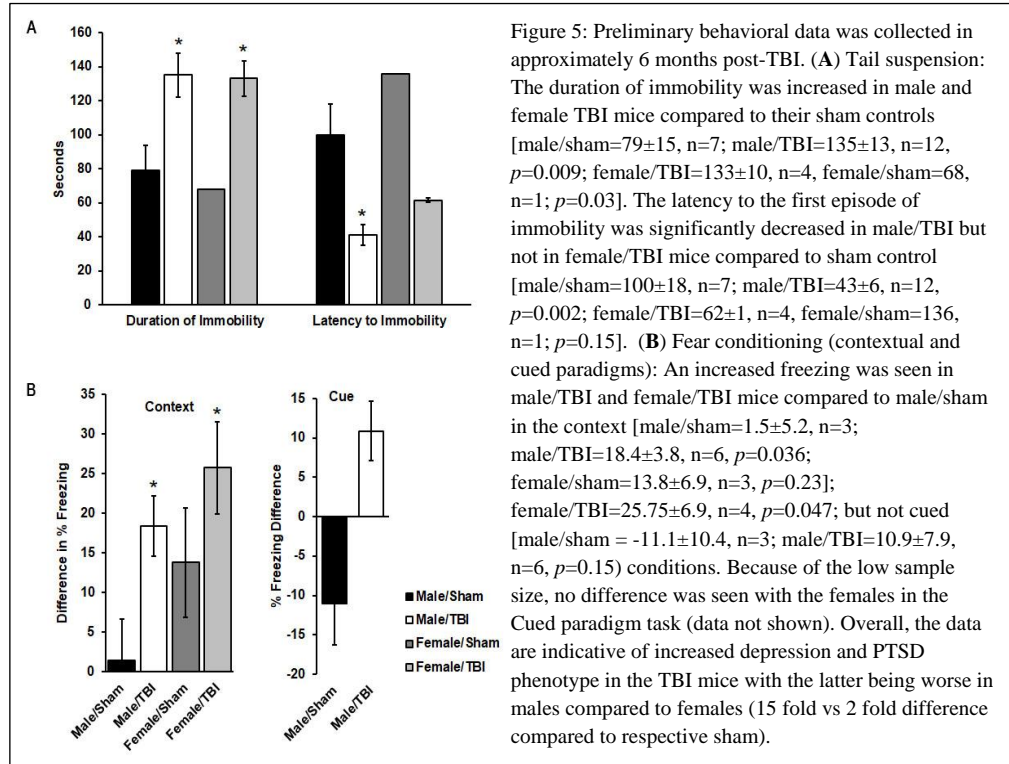 A
160
140
120
100
80
60
40
20
0
Seconds
*
*
*
Duration of Immobility
Latency to Immobility
B
35
30
25
20
15
10
5
0
Difference in % Freezing
Context
*
*
Male/Sham
Male/TBI
Female/Sham
Female/TBI
15
10
5
0
-5
-10
-15
-20
% Freezing Difference
Cue
Male/Sham
Male/TBI
Male/Sham
Male/TBI
Female/Sham
Female/TBI
Figure 5: Preliminary behavioral data was collected in
approximately 6 months post-TBI. (A) Tail suspension:
The duration of immobility was increased in male and
female TBI mice compared to their sham controls
[male/sham=79±15, n=7; male/TBI=135±13, n=12,
p=0.009; female/TBI=133±10, n=4, female/sham=68,
n=1; p=0.03]. The latency to the first episode of
immobility was significantly decreased in male/TBI but
not in female/TBI mice compared to sham control
[male/sham=100±18, n=7; male/TBI=43±6, n=12,
p=0.002; female/TBI=62±1, n=4, female/sham=136,
n=1; p=0.15]. (B) Fear conditioning (contextual and
cued paradigms): An increased freezing was seen in
male/TBI and female/TBI mice compared to male/sham
in the context [male/sham=1.5±5.2, n=3;
male/TBI=18.4±3.8, n=6, p=0.036;
female/sham=13.8±6.9, n=3, p=0.23];
female/TBI=25.75±6.9, n=4, p=0.047; but not cued
[male/sham = -11.1±10.4, n=3; male/TBI=10.9±7.9,
n=6, p=0.15) conditions. Because of the low sample
size, no difference was seen with the females in the
Cued paradigm task (data not shown). Overall, the data
are indicative of increased depression and PTSD
phenotype in the TBI mice with the latter being worse in
males compared to females (15 fold vs 2 fold difference
compared to respective sham).